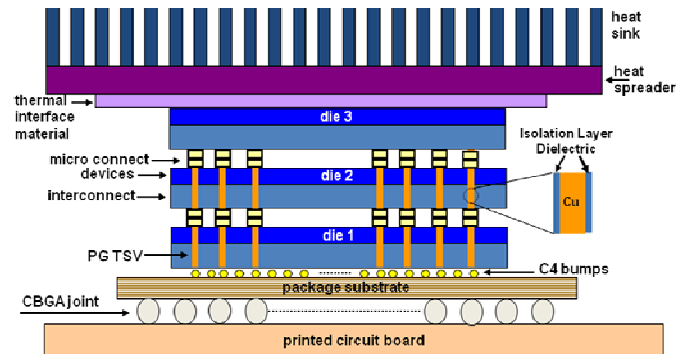 heat
sink
heat
spreader
thermal
interface
material
die 3
Isolation Layer
Dielectric
micro connect
devices
die 2
interconnect
Cu
die 1
PG TSV
C4 bumps
package substrate
CBGA joint
printed circuit board